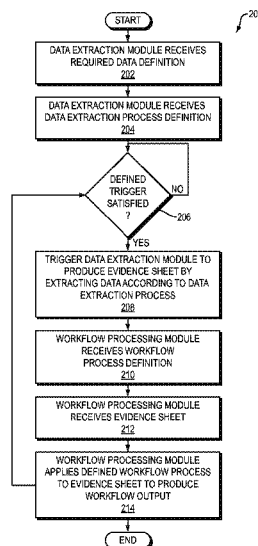 START
20
DATA EXTRACTION MODULE RECEIVES
REQUIRED DATA DEFINITION
202
DATA EXTRACTION MODULE RECEIVES
DATA EXTRACTION PROCESS DEFINITION
204
DEFINED
TRIGGER
SATISFIED
?
NO
206
YES
TRIGGER DATA EXTRACTION MODULE TO
PRODUCE EVIDENCE SHEET BY
EXTRACTING DATA ACCORDING TO DATA
EXTRACTION PROCESS
208
WORKFLOW PROCESSING MODULE
RECEIVES WORKFLOW
PROCESS DEFINITION
210
WORKFLOW PROCESSING MODULE
RECEIVES EVIDENCE SHEET
212
WORKFLOW PROCESSING MODULE
APPLIES DEFINED WORKFLOW PROCESS
TO EVIDENCE SHEET TO PRODUCE
WORKFLOW OUTPUT
214
END